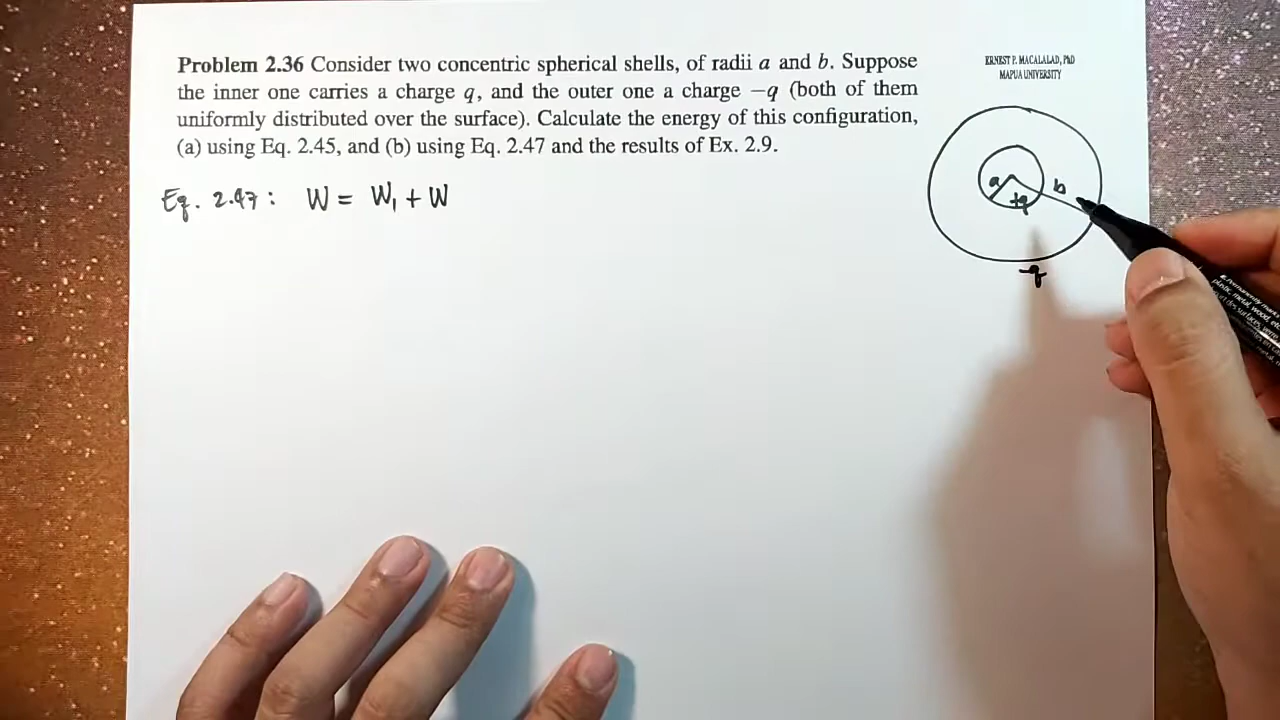 Problem 2.36 Consider two concentric spherical shells, of radii a and b. Suppose
the inner one carries a charge q, and the outer one a charge −q (both of them
uniformly distributed over the surface). Calculate the energy of this configuration,
(a) using Eq. 2.45, and (b) using Eq. 2.47 and the results of Ex. 2.9.
ERNEST P. MACALALAD, PhD
MAPUA UNIVERSITY
Eq. 2.47 : W = W₁ + W
a
b
+q
-q